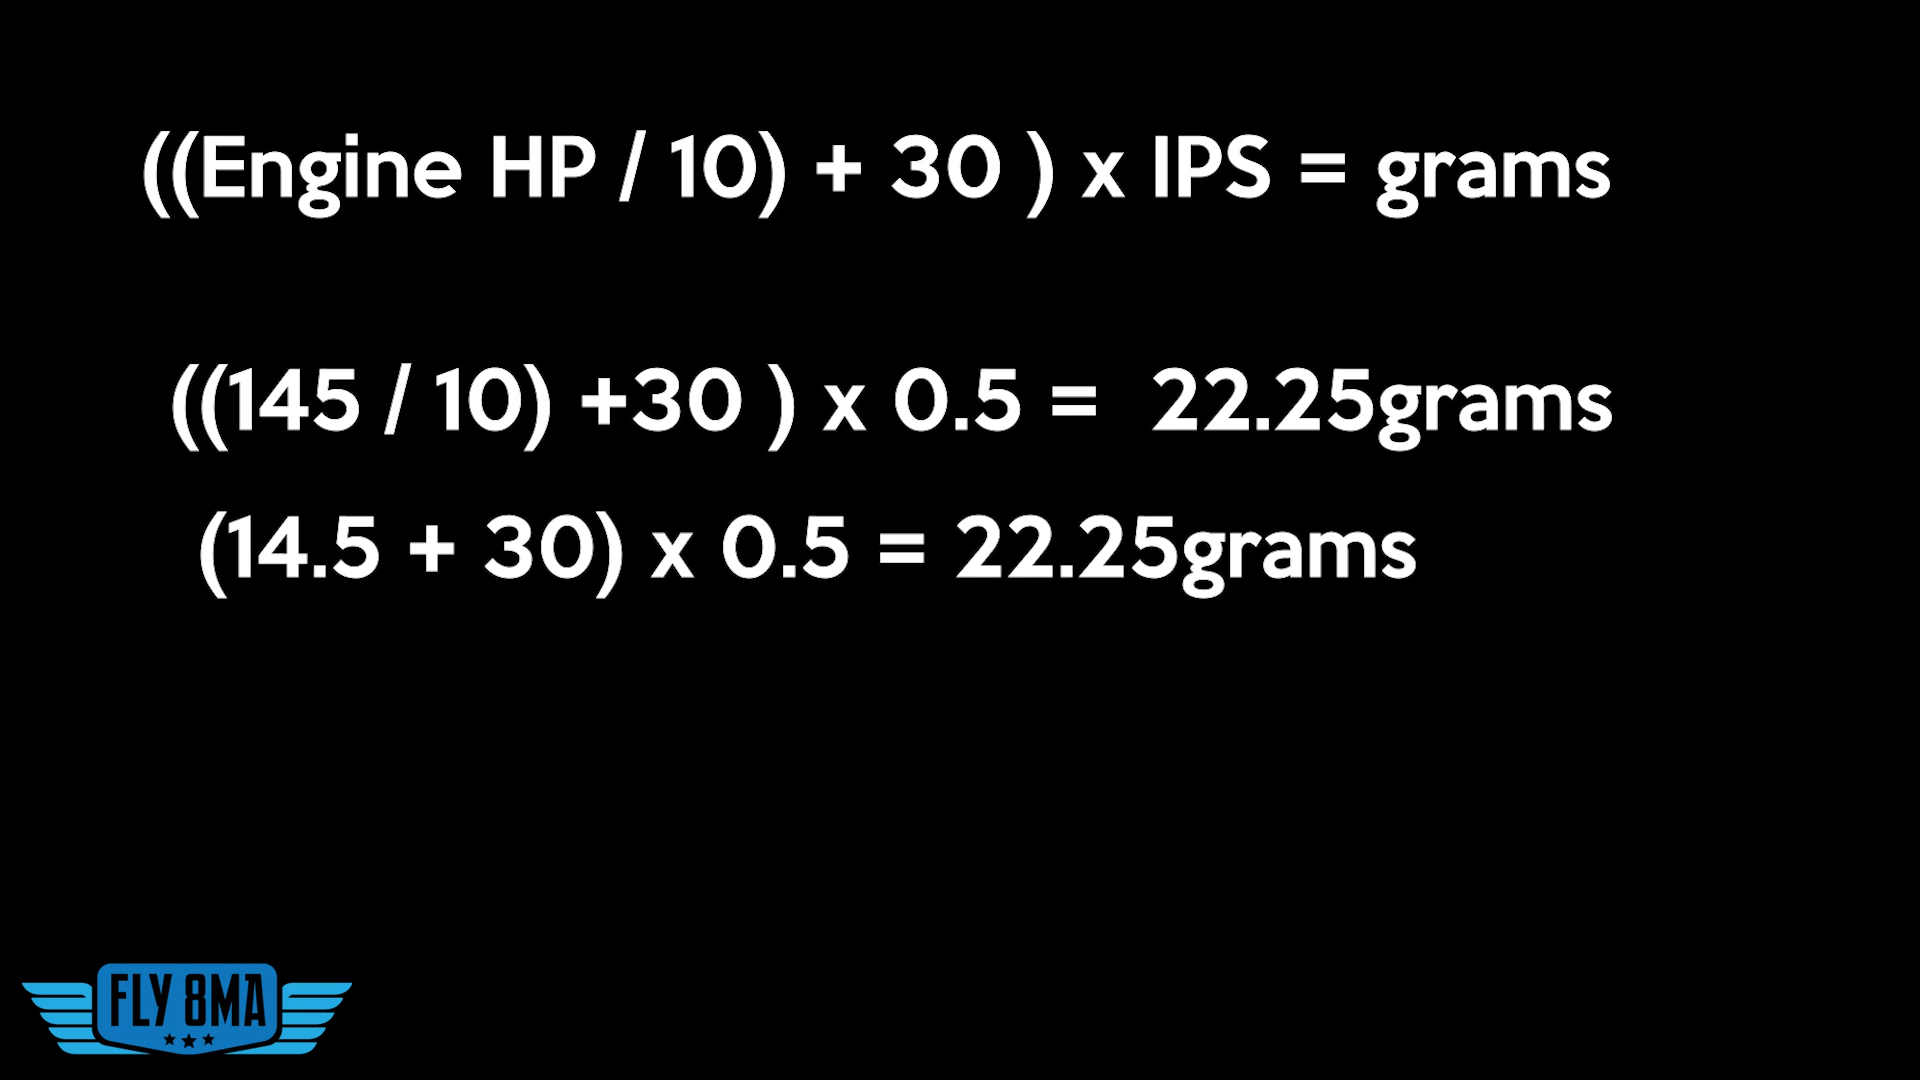 ((Engine HP / 10) + 30 ) x IPS = grams
((145 / 10) +30 ) x 0.5 = 22.25grams
(14.5 + 30) x 0.5 = 22.25grams
FLY 8MA